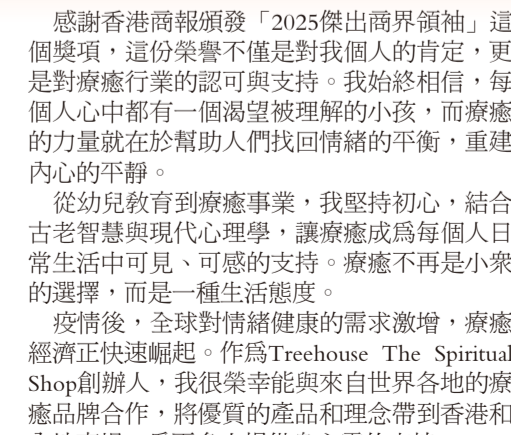 感謝香港商報頒發「2025傑出商界領袖」這
個獎項，這份榮譽不僅是對我個人的肯定，更
是對療癒行業的認可與支持。我始終相信，每
個人心中都有一個渴望被理解的小孩，而療癒
的力量就在於幫助人們找回情緒的平衡，重建
內心的平靜。
從幼兒教育到療癒事業，我堅持初心，結合
古老智慧與現代心理學，讓療癒成為每個人日
常生活中可見、可感的支持。療癒不再是小眾
的選擇，而是一種生活態度。
疫情後，全球對情緒健康的需求激增，療癒
經濟正快速崛起。作為Treehouse The Spiritual
Shop創辦人，我很榮幸能與來自世界各地的療
癒品牌合作，將優質的產品和理念帶到香港和